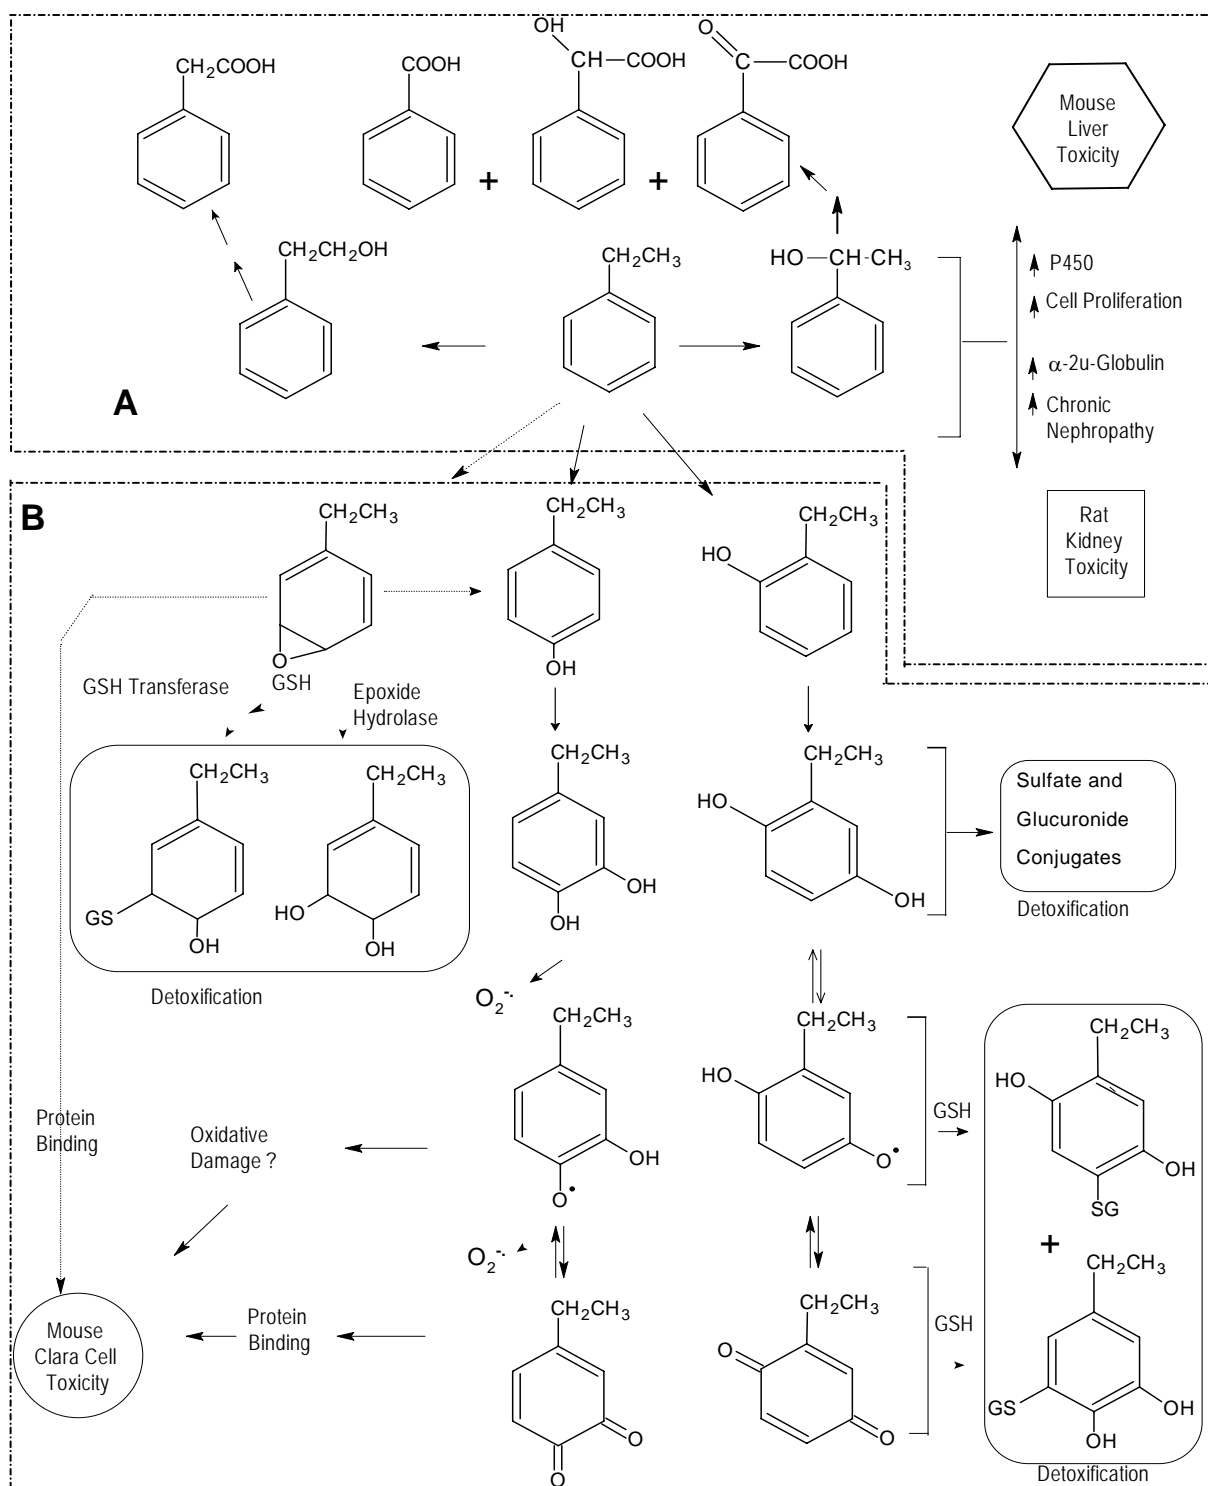 OH
O
CH2COOH
COOH
CH—COOH
C—COOH
Mouse
Liver
Toxicity
+
+
CH2CH2OH
CH2CH3
HO—CH-CH3
P450
Cell Proliferation
α-2u-Globulin
Chronic
Nephropathy
A
B
CH2CH3
CH2CH3
CH2CH3
HO
Rat
Kidney
Toxicity
O
OH
GSH Transferase
GSH
Epoxide
Hydrolase
CH2CH3
CH2CH3
CH2CH3
CH2CH3
HO
OH
OH
OH
GS
OH
HO
OH
Sulfate and
Glucuronide
Conjugates
Detoxification
Detoxification
O2-·
CH2CH3
CH2CH3
CH2CH3
HO
HO
OH
O•
O•
OH
SG
GSH
Protein
Binding
Oxidative
Damage ?
O2-·
+
CH2CH3
CH2CH3
CH2CH3
Mouse
Clara Cell
Toxicity
Protein
Binding
O
O
O
O
GSH
GS
OH
OH
Detoxification